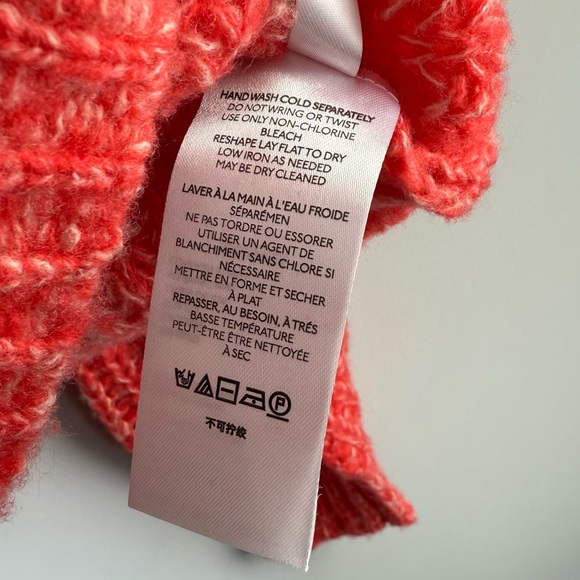 HAND WASH COLD SEPARATELY
DO NOT WRING OR TWIST
USE ONLY NON-CHLORINE
BLEACH
RESHAPE LAY FLAT TO DRY
LOW IRON AS NEEDED
MAY BE DRY CLEANED
LAVER À LA MAIN À L'EAU FROIDE
SÉPARÉMEN
NE PAS TORDRE OU ESSORER
UTILISER UN AGENT DE
BLANCHIMENT SANS CHLORE SI
NÉCESSAIRE
METTRE EN FORME ET SECHER
À PLAT
REPASSER, AU BESOIN, À TRÉS
BASSE TEMPÉRATURE
PEUT-ÊTRE ÊTRE NETTOYÉE
À SEC
P
不可拧绞